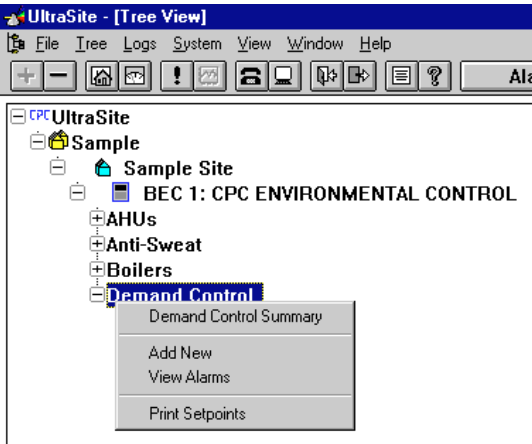 UltraSite - [Tree View]
File Tree Logs System View Window Help
CPC UltraSite
Sample
Sample Site
BEC 1: CPC ENVIRONMENTAL CONTROL
AHUs
Anti-Sweat
Boilers
Demand Control
Demand Control Summary
Add New
View Alarms
Print Setpoints